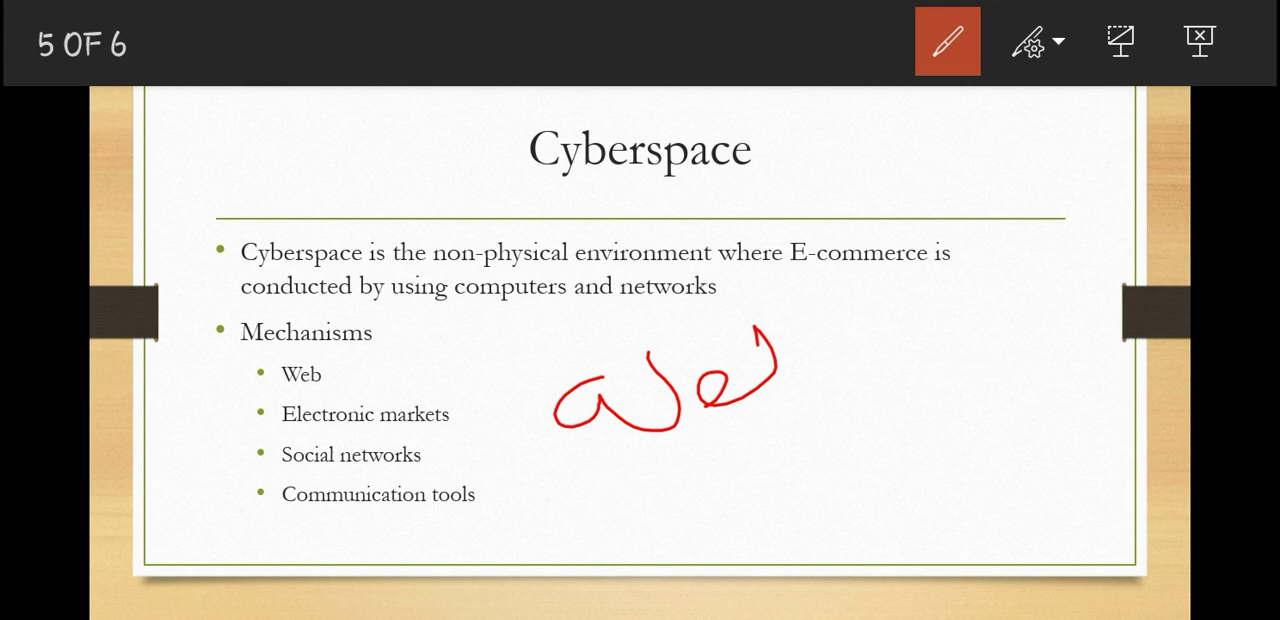 5 OF 6
Cyberspace
• Cyberspace is the non-physical environment where E-commerce is
conducted by using computers and networks
• Mechanisms
• Web
• Electronic markets
• Social networks
• Communication tools